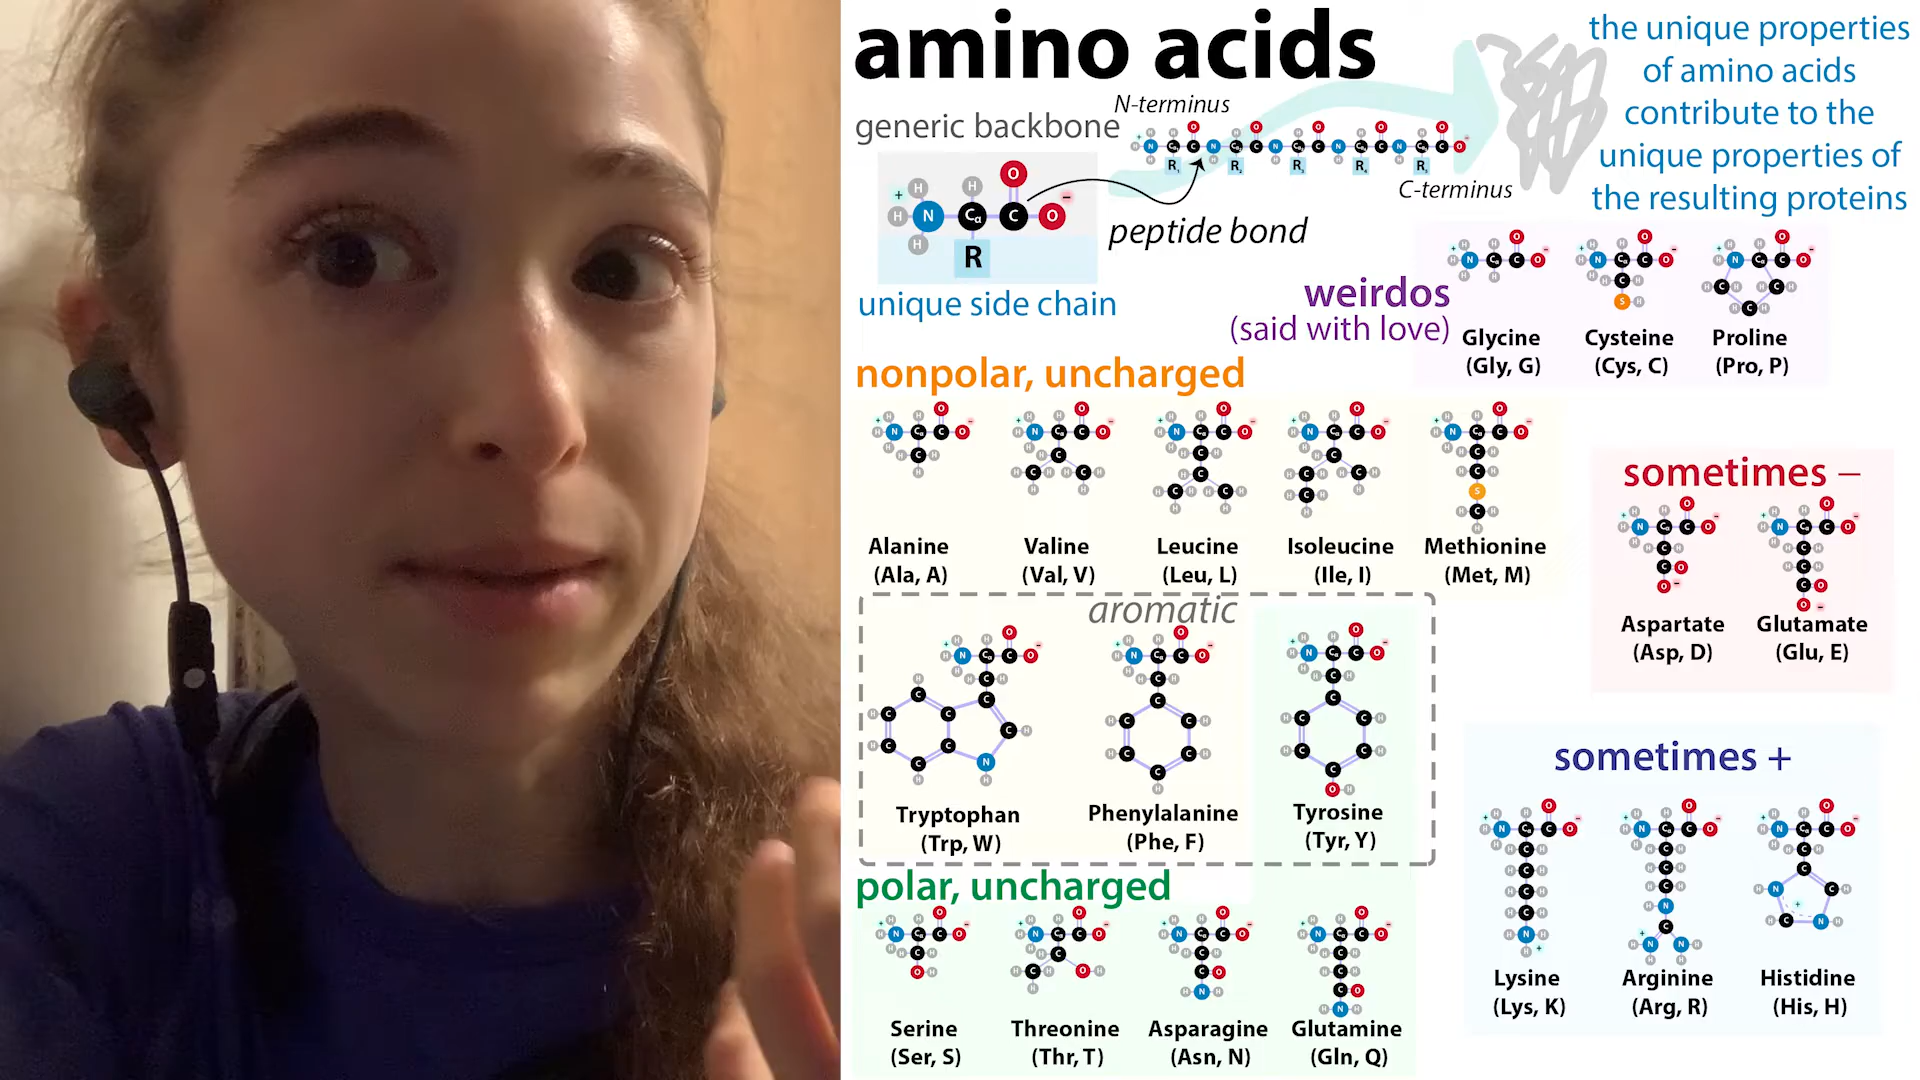 amino acids
the unique properties
of amino acids
contribute to the
unique properties of
the resulting proteins
N-terminus
generic backbone
C-terminus
peptide bond
R
unique side chain
weirdos
(said with love)
Glycine
(Gly, G)
Cysteine
(Cys, C)
Proline
(Pro, P)
nonpolar, uncharged
Alanine
(Ala, A)
Valine
(Val, V)
Leucine
(Leu, L)
Isoleucine
(Ile, I)
Methionine
(Met, M)
sometimes –
Aspartate
(Asp, D)
Glutamate
(Glu, E)
aromatic
Tryptophan
(Trp, W)
Phenylalanine
(Phe, F)
Tyrosine
(Tyr, Y)
sometimes +
Lysine
(Lys, K)
Arginine
(Arg, R)
Histidine
(His, H)
polar, uncharged
Serine
(Ser, S)
Threonine
(Thr, T)
Asparagine
(Asn, N)
Glutamine
(Gln, Q)